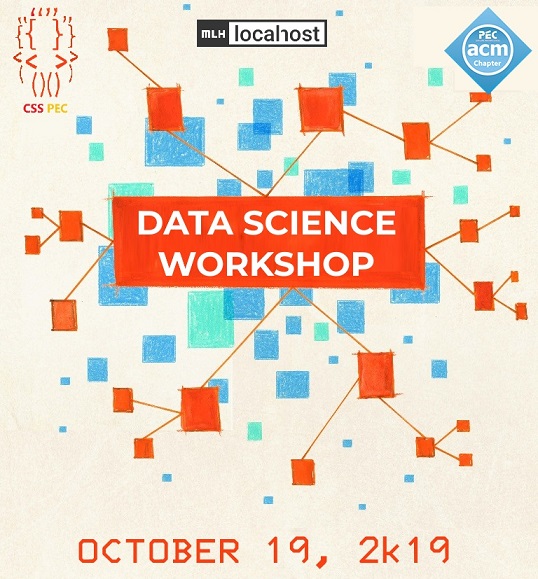 MLH localhost
PEC
acm
Chapter
CSS PEC
DATA SCIENCE
WORKSHOP
OCTOBER 19, 2k19